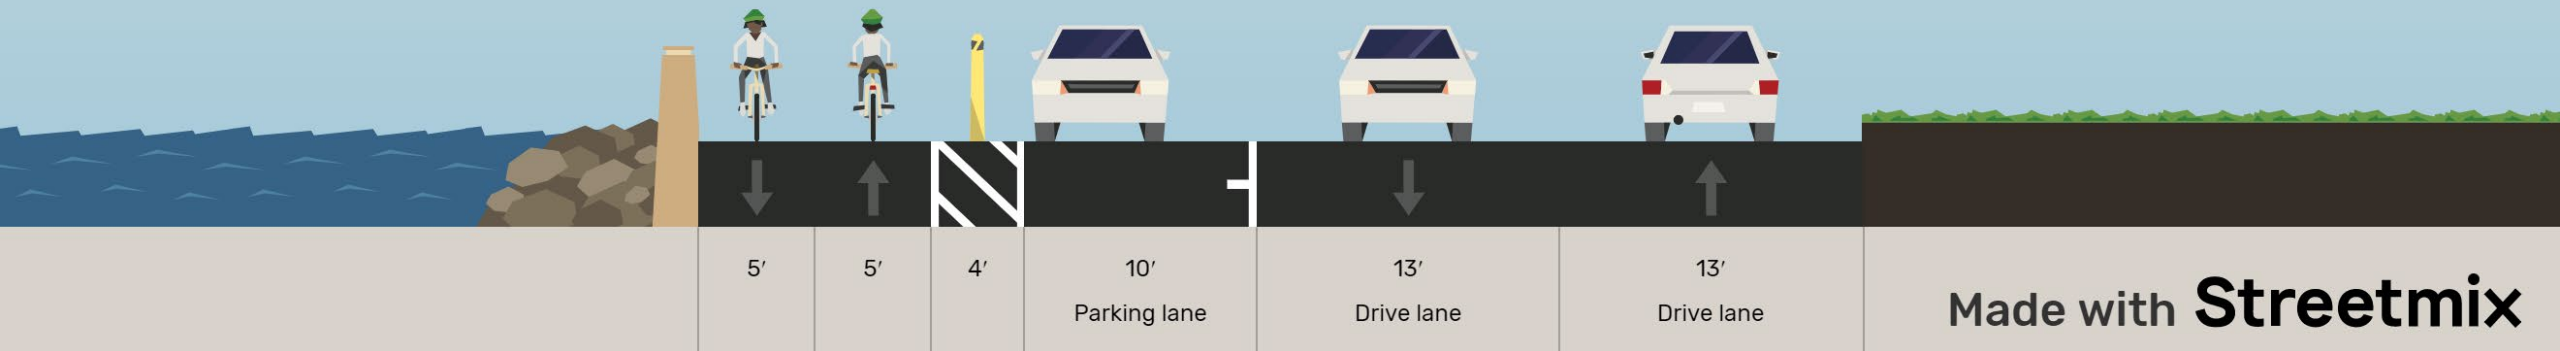 5′
5′
4′
10′
13′
13′
Parking lane
Drive lane
Drive lane
Made with Streetmix